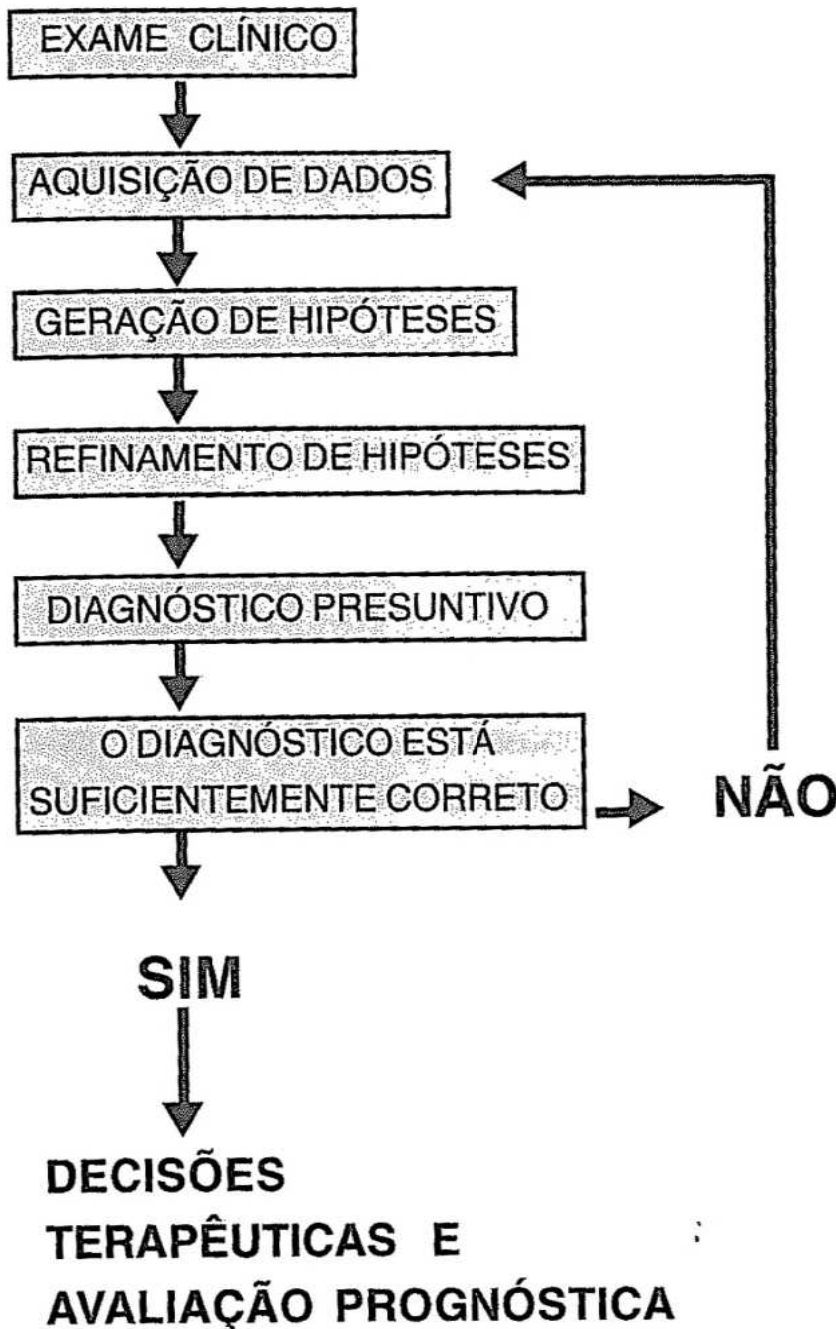 EXAME CLÍNICO
AQUISIÇÃO DE DADOS
GERAÇÃO DE HIPÓTESES
REFINAMENTO DE HIPÓTESES
DIAGNÓSTICO PRESUNTIVO
O DIAGNÓSTICO ESTÁ
SUFICIENTEMENTE CORRETO
NÃO
SIM
DECISÕES
TERAPÊUTICAS E
AVALIAÇÃO PROGNÓSTICA